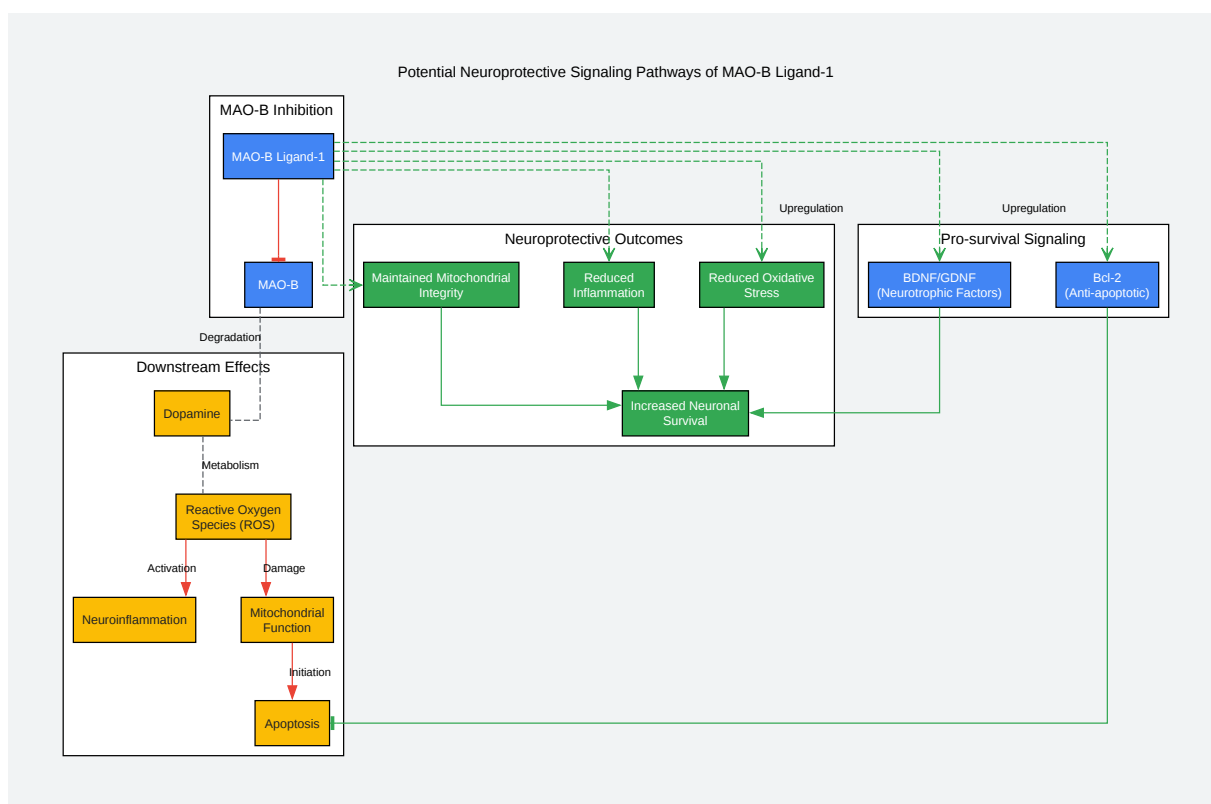 Potential Neuroprotective Signaling Pathways of MAO-B Ligand-1
MAO-B Inhibition
MAO-B Ligand-1
MAO-B
Upregulation
Upregulation
Neuroprotective Outcomes
Maintained Mitochondrial
Integrity
Reduced
Inflammation
Reduced Oxidative
Stress
Increased Neuronal
Survival
Pro-survival Signaling
BDNF/GDNF
(Neurotrophic Factors)
Bcl-2
(Anti-apoptotic)
Degradation
Downstream Effects
Dopamine
Metabolism
Reactive Oxygen
Species (ROS)
Activation
Damage
Neuroinflammation
Mitochondrial
Function
Initiation
Apoptosis